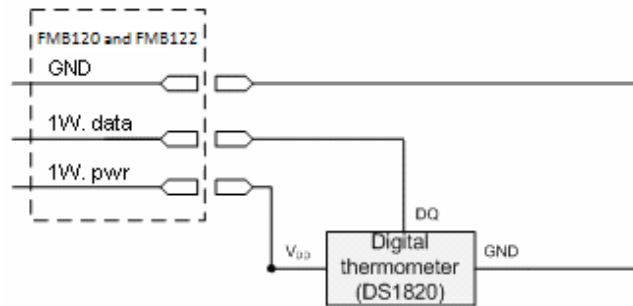 FMB120 and FMB122
GND
1W. data
1W. pwr
DQ
VDD
Digital
thermometer
(DS1820)
GND